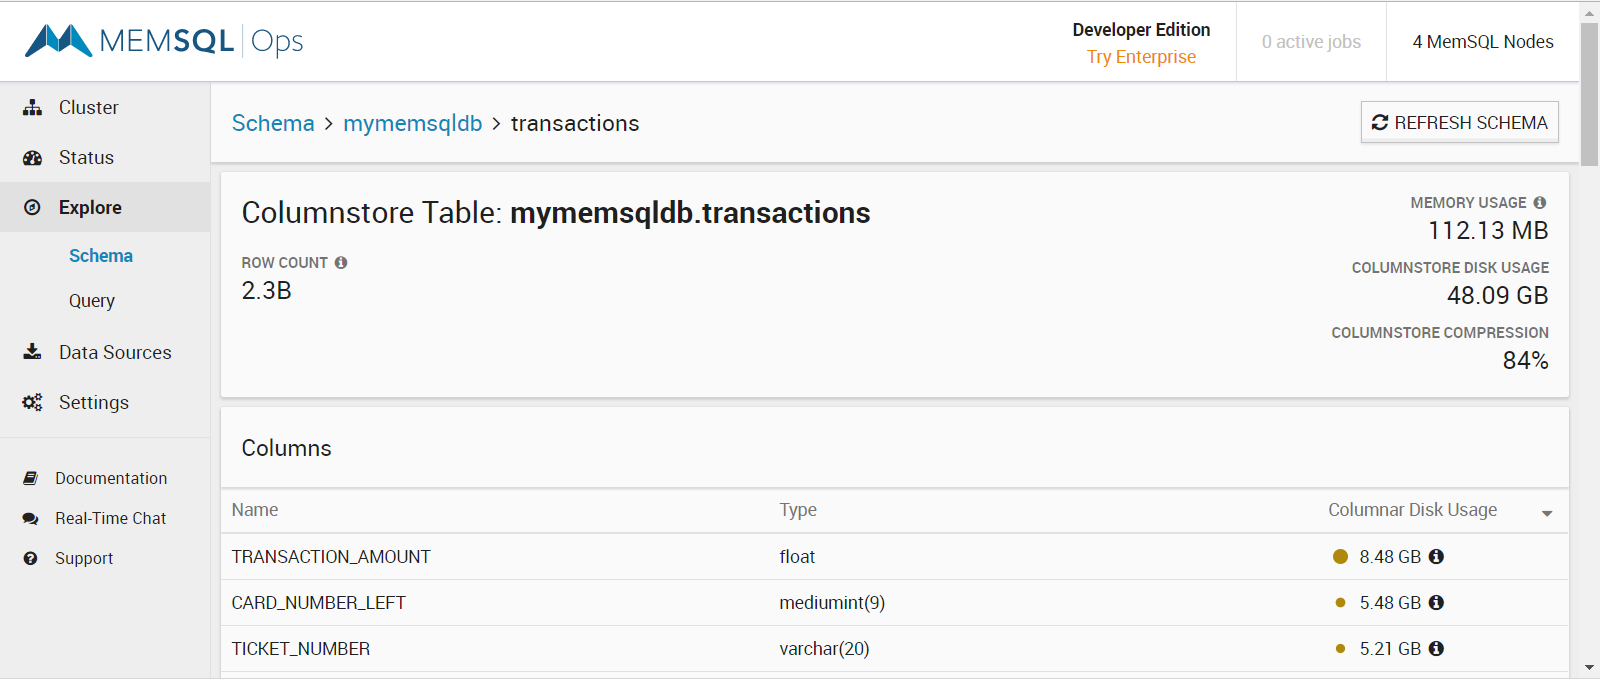 MEMSQL Ops
Developer Edition
Try Enterprise
0 active jobs
4 MemSQL Nodes
Cluster
Status
Explore
Schema
Query
Data Sources
Settings
Documentation
Real-Time Chat
Support
Schema > mymemsqldb > transactions
REFRESH SCHEMA
Columnstore Table: mymemsqldb.transactions
ROW COUNT
2.3B
MEMORY USAGE
112.13 MB
COLUMNSTORE DISK USAGE
48.09 GB
COLUMNSTORE COMPRESSION
84%
Columns
Name Type Columnar Disk Usage
TRANSACTION_AMOUNT float 8.48 GB
CARD_NUMBER_LEFT mediumint(9) 5.48 GB
TICKET_NUMBER varchar(20) 5.21 GB